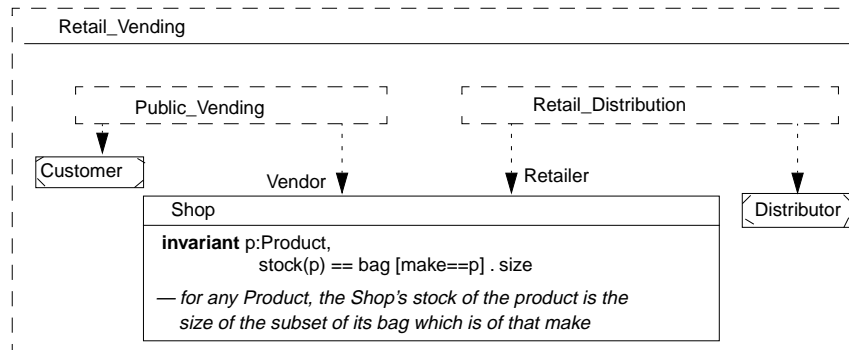 Retail_Vending
Public_Vending
Retail_Distribution
Customer
Vendor
Retailer
Shop
Distributor
invariant p:Product,
stock(p) == bag [make==p] . size
— for any Product, the Shop’s stock of the product is the
size of the subset of its bag which is of that make